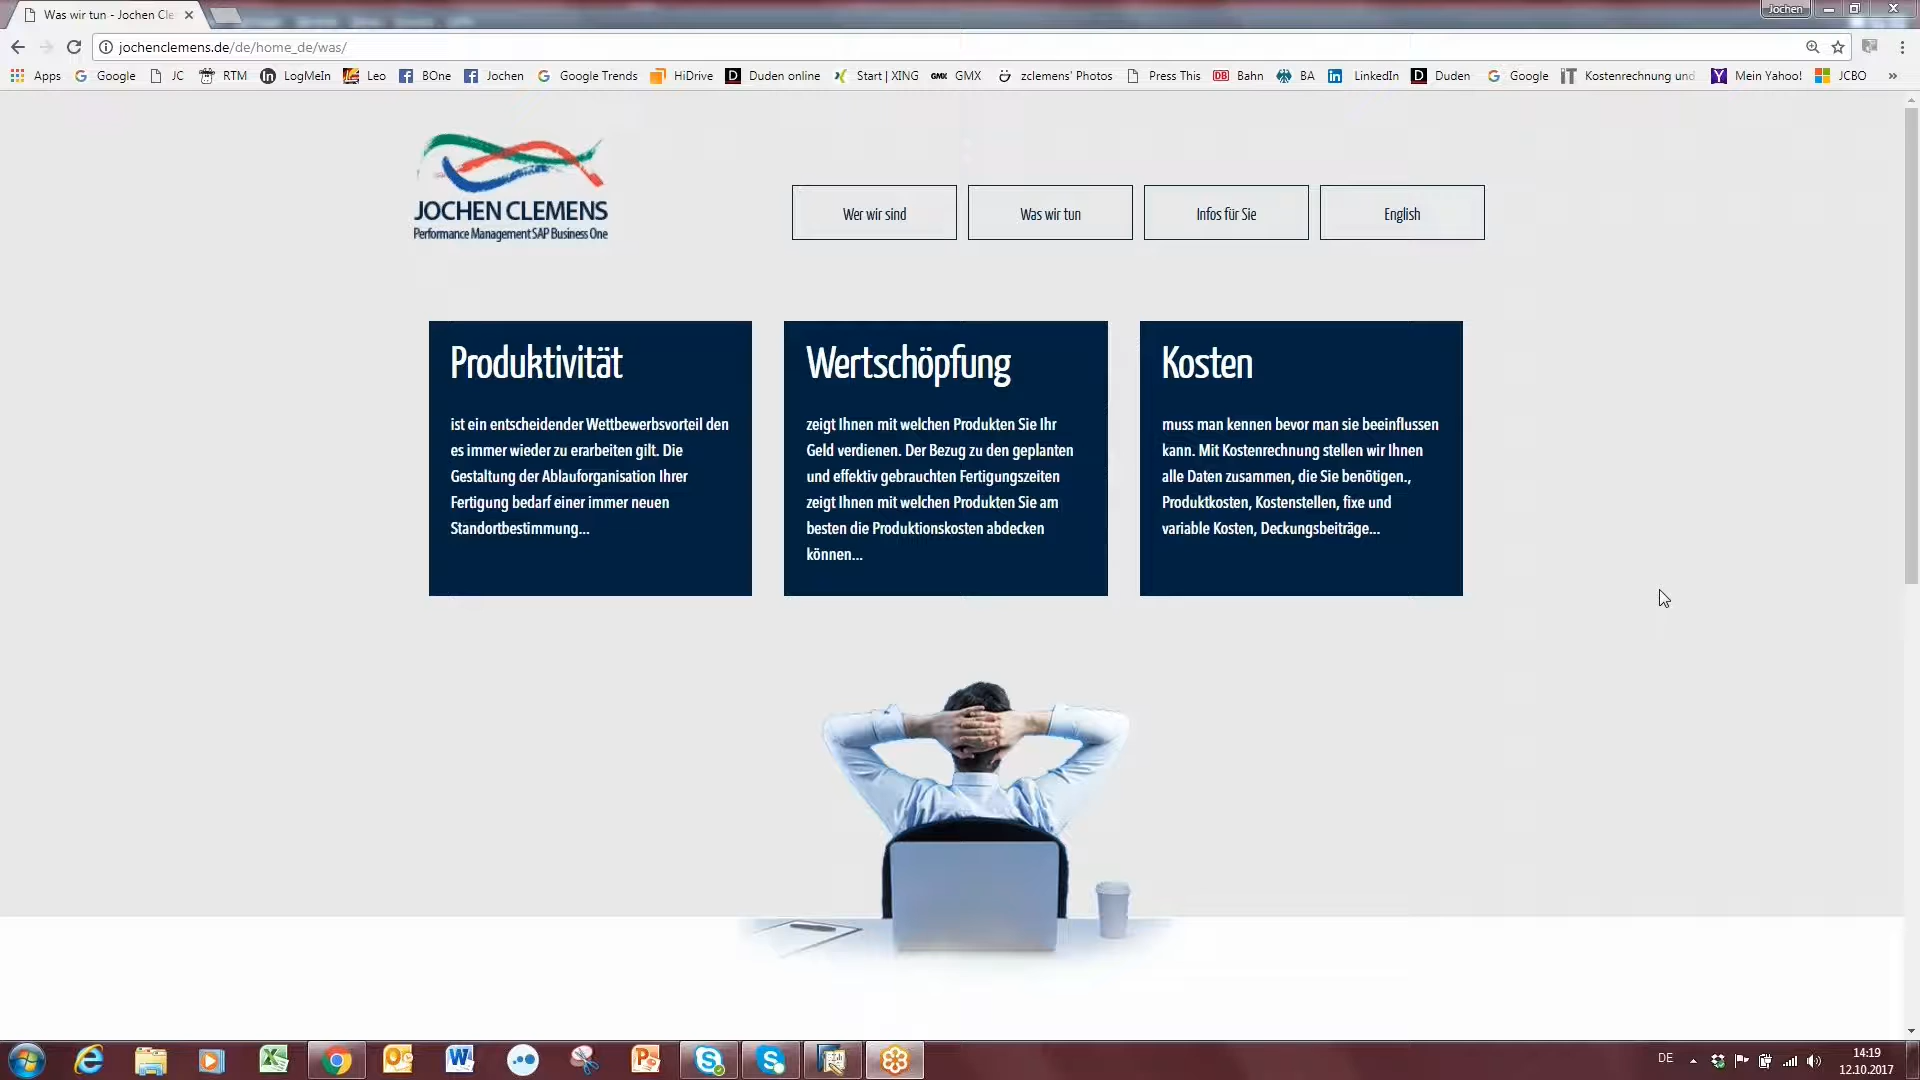 Was wir tun - Jochen Cle
Jochen
jochenclemens.de/de/home_de/was/
Apps Google JC RTM LogMeIn Leo BOne Jochen Google Trends HiDrive Duden online Start | XING GMX zclemens' Photos Press This Bahn BA LinkedIn Duden Google Kostenrechnung und Mein Yahoo! JCBO »
JOCHEN CLEMENS
Performance Management SAP Business One
Wer wir sind Was wir tun Infos für Sie English
Produktivität
ist ein entscheidender Wettbewerbsvorteil den
es immer wieder zu erarbeiten gilt. Die
Gestaltung der Ablauforganisation Ihrer
Fertigung bedarf einer immer neuen
Standortbestimmung...
Wertschöpfung
zeigt Ihnen mit welchen Produkten Sie Ihr
Geld verdienen. Der Bezug zu den geplanten
und effektiv gebrauchten Fertigungszeiten
zeigt Ihnen mit welchen Produkten Sie am
besten die Produktionskosten abdecken
können...
Kosten
muss man kennen bevor man sie beeinflussen
kann. Mit Kostenrechnung stellen wir Ihnen
alle Daten zusammen, die Sie benötigen.,
Produktkosten, Kostenstellen, fixe und
variable Kosten, Deckungsbeiträge...
DE
14:19
12.10.2017